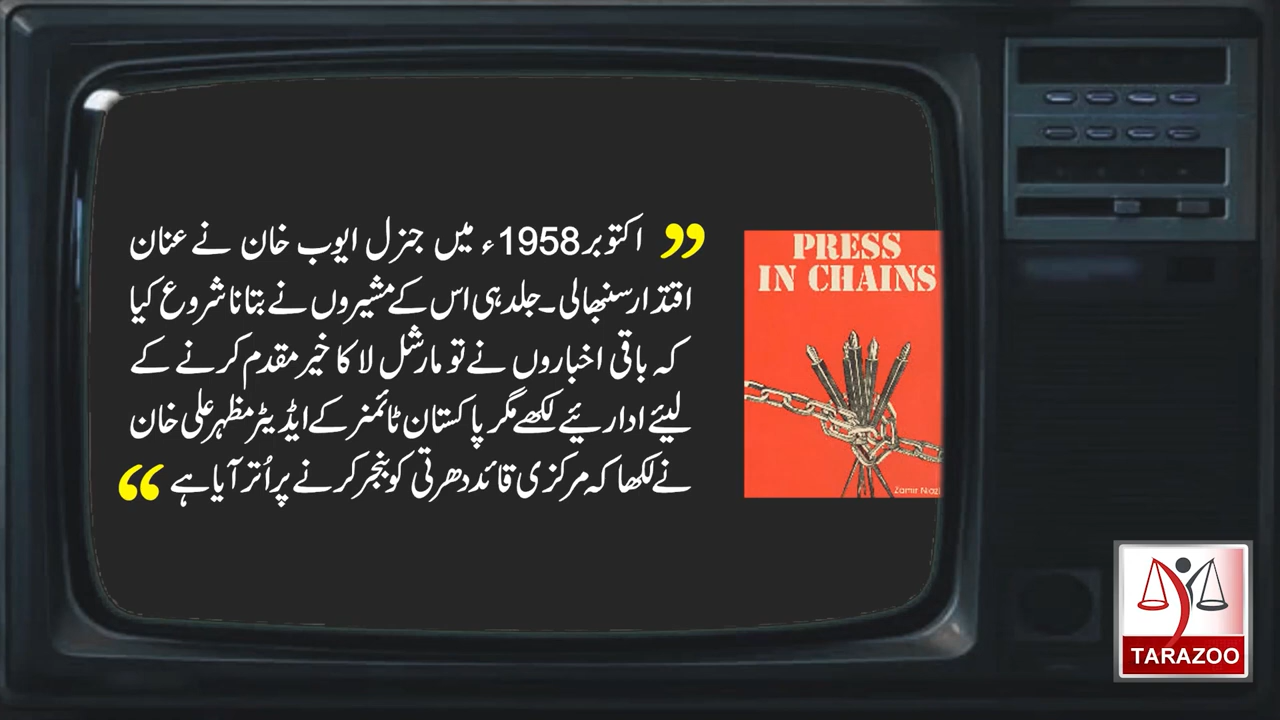 اکتوبر 1958ء میں جنرل ایوب خان نے عنان
اقتدار سنبھالی۔ جلد ہی اس کے مشیروں نے بتانا شروع کیا
کہ باقی اخباروں نے تو مارشل لا کا خیر مقدم کرنے کے
لیئے اداریئے لکھے مگر پاکستان ٹائمنر کے ایڈیٹر مظہر علی خان
نے لکھا کہ مرکزی قائد دھرتی کو بنجر کرنے پر اُتر آیا ہے
PRESS
IN CHAINS
Zamir Niazi
TARAZOO